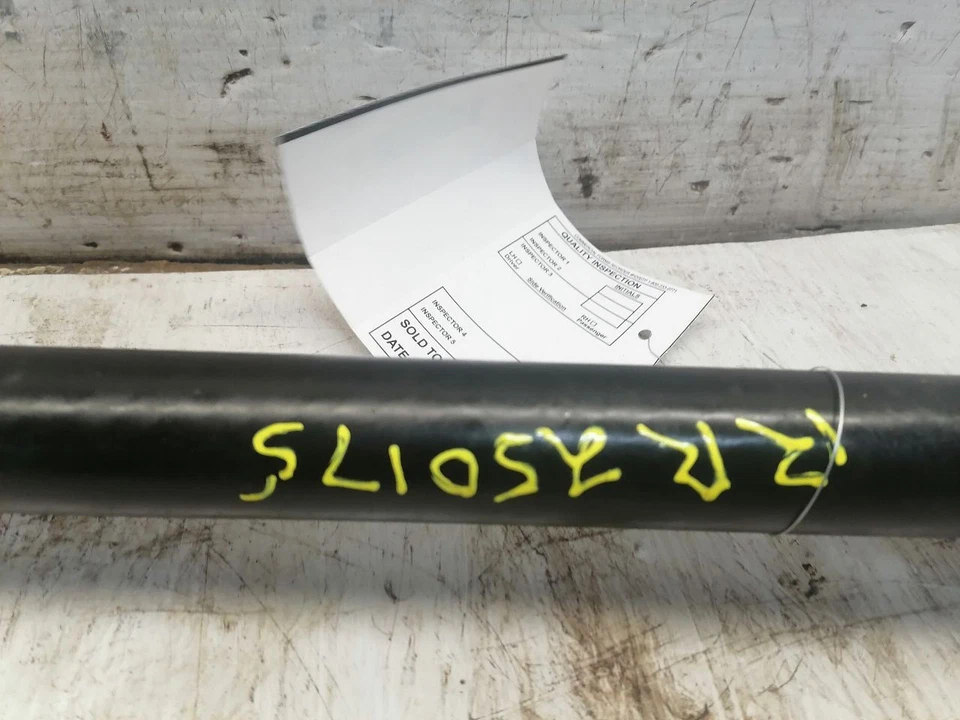 QUALITY INSPECTION
INITIALS
INSPECTOR 1
INSPECTOR 2
INSPECTOR 3
LH □ RH □
Driver Side Verification Passenger
INSPECTOR 4
INSPECTOR 5
SOLD TO
DATE
RR 250175